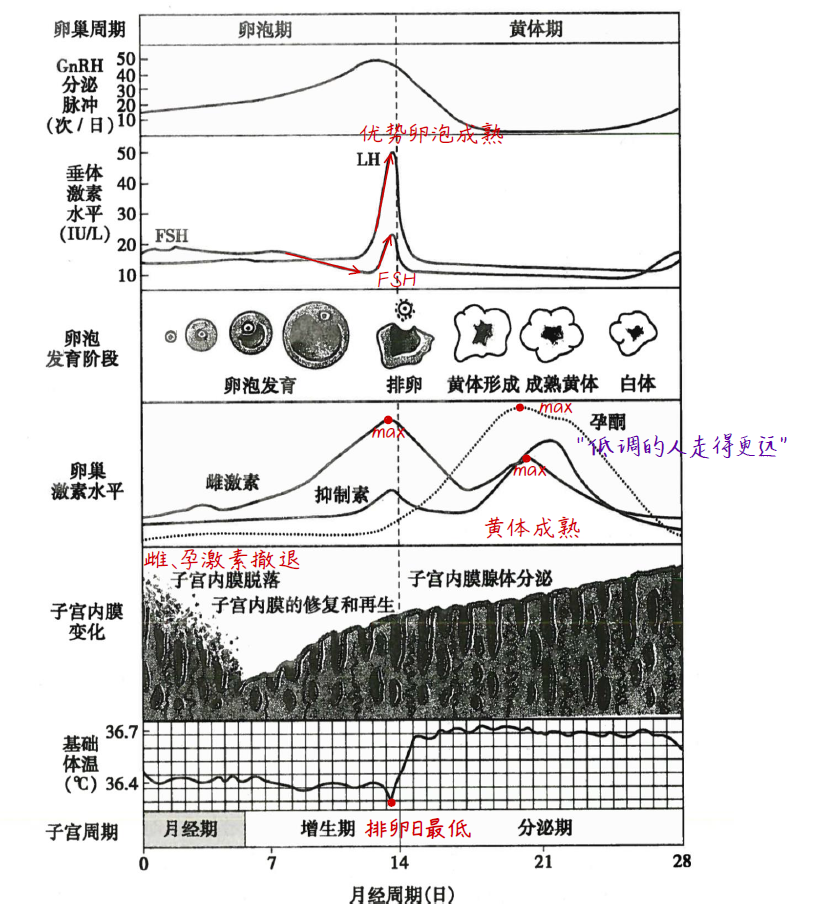 卵巢周期 卵泡期 黄体期
GnRH
分泌
脉冲
(次/日)
50
40
30
20
10
优势卵泡成熟
垂体
激素
水平
(IU/L)
50
40
30
20
10
LH
FSH
FSH
卵泡
发育阶段
卵泡发育 排卵 黄体形成 成熟黄体 白体
卵巢
激素水平
max
max
孕酮
"低调的人走得更远"
max
雌激素
抑制素
黄体成熟
雌、孕激素撤退
子宫内膜脱落 子宫内膜腺体分泌
子宫内膜的修复和再生
子宫内膜
变化
基础
体温
(℃)
36.7
36.4
子宫周期 月经期 增生期 排卵日最低 分泌期
0 7 14 21 28
月经周期(日)